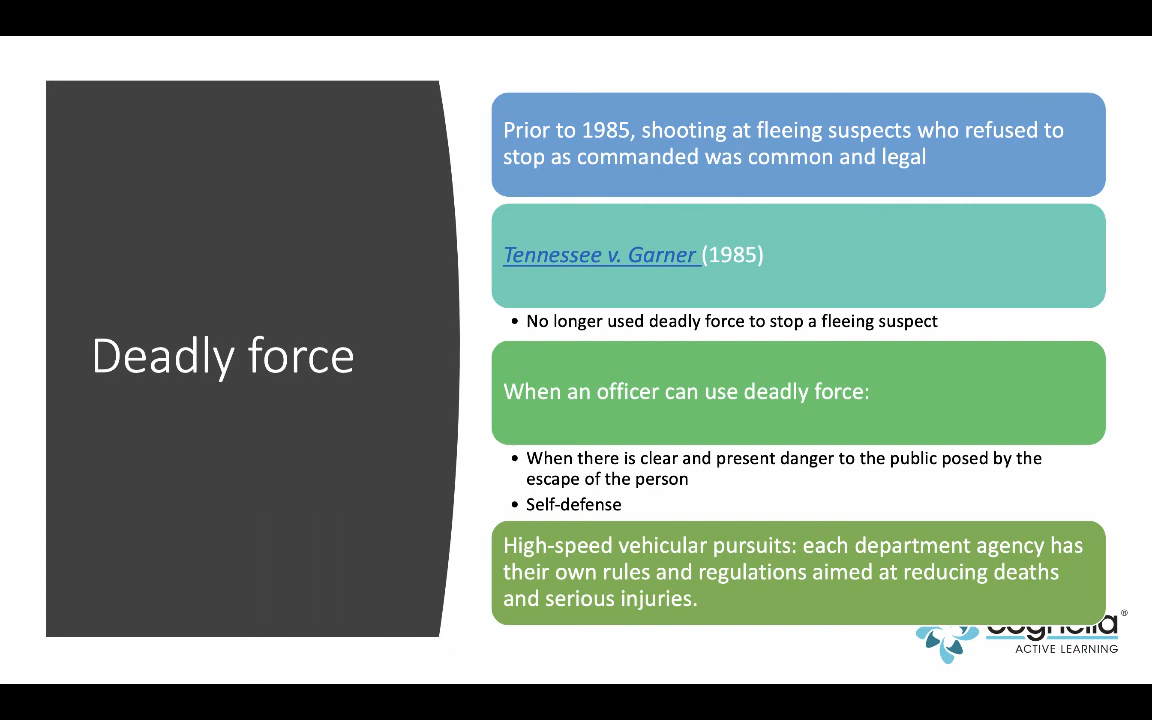 Deadly force
Prior to 1985, shooting at fleeing suspects who refused to
stop as commanded was common and legal
Tennessee v. Garner (1985)
• No longer used deadly force to stop a fleeing suspect
When an officer can use deadly force:
• When there is clear and present danger to the public posed by the
escape of the person
• Self-defense
High-speed vehicular pursuits: each department agency has
their own rules and regulations aimed at reducing deaths
and serious injuries.
cognella®
ACTIVE LEARNING